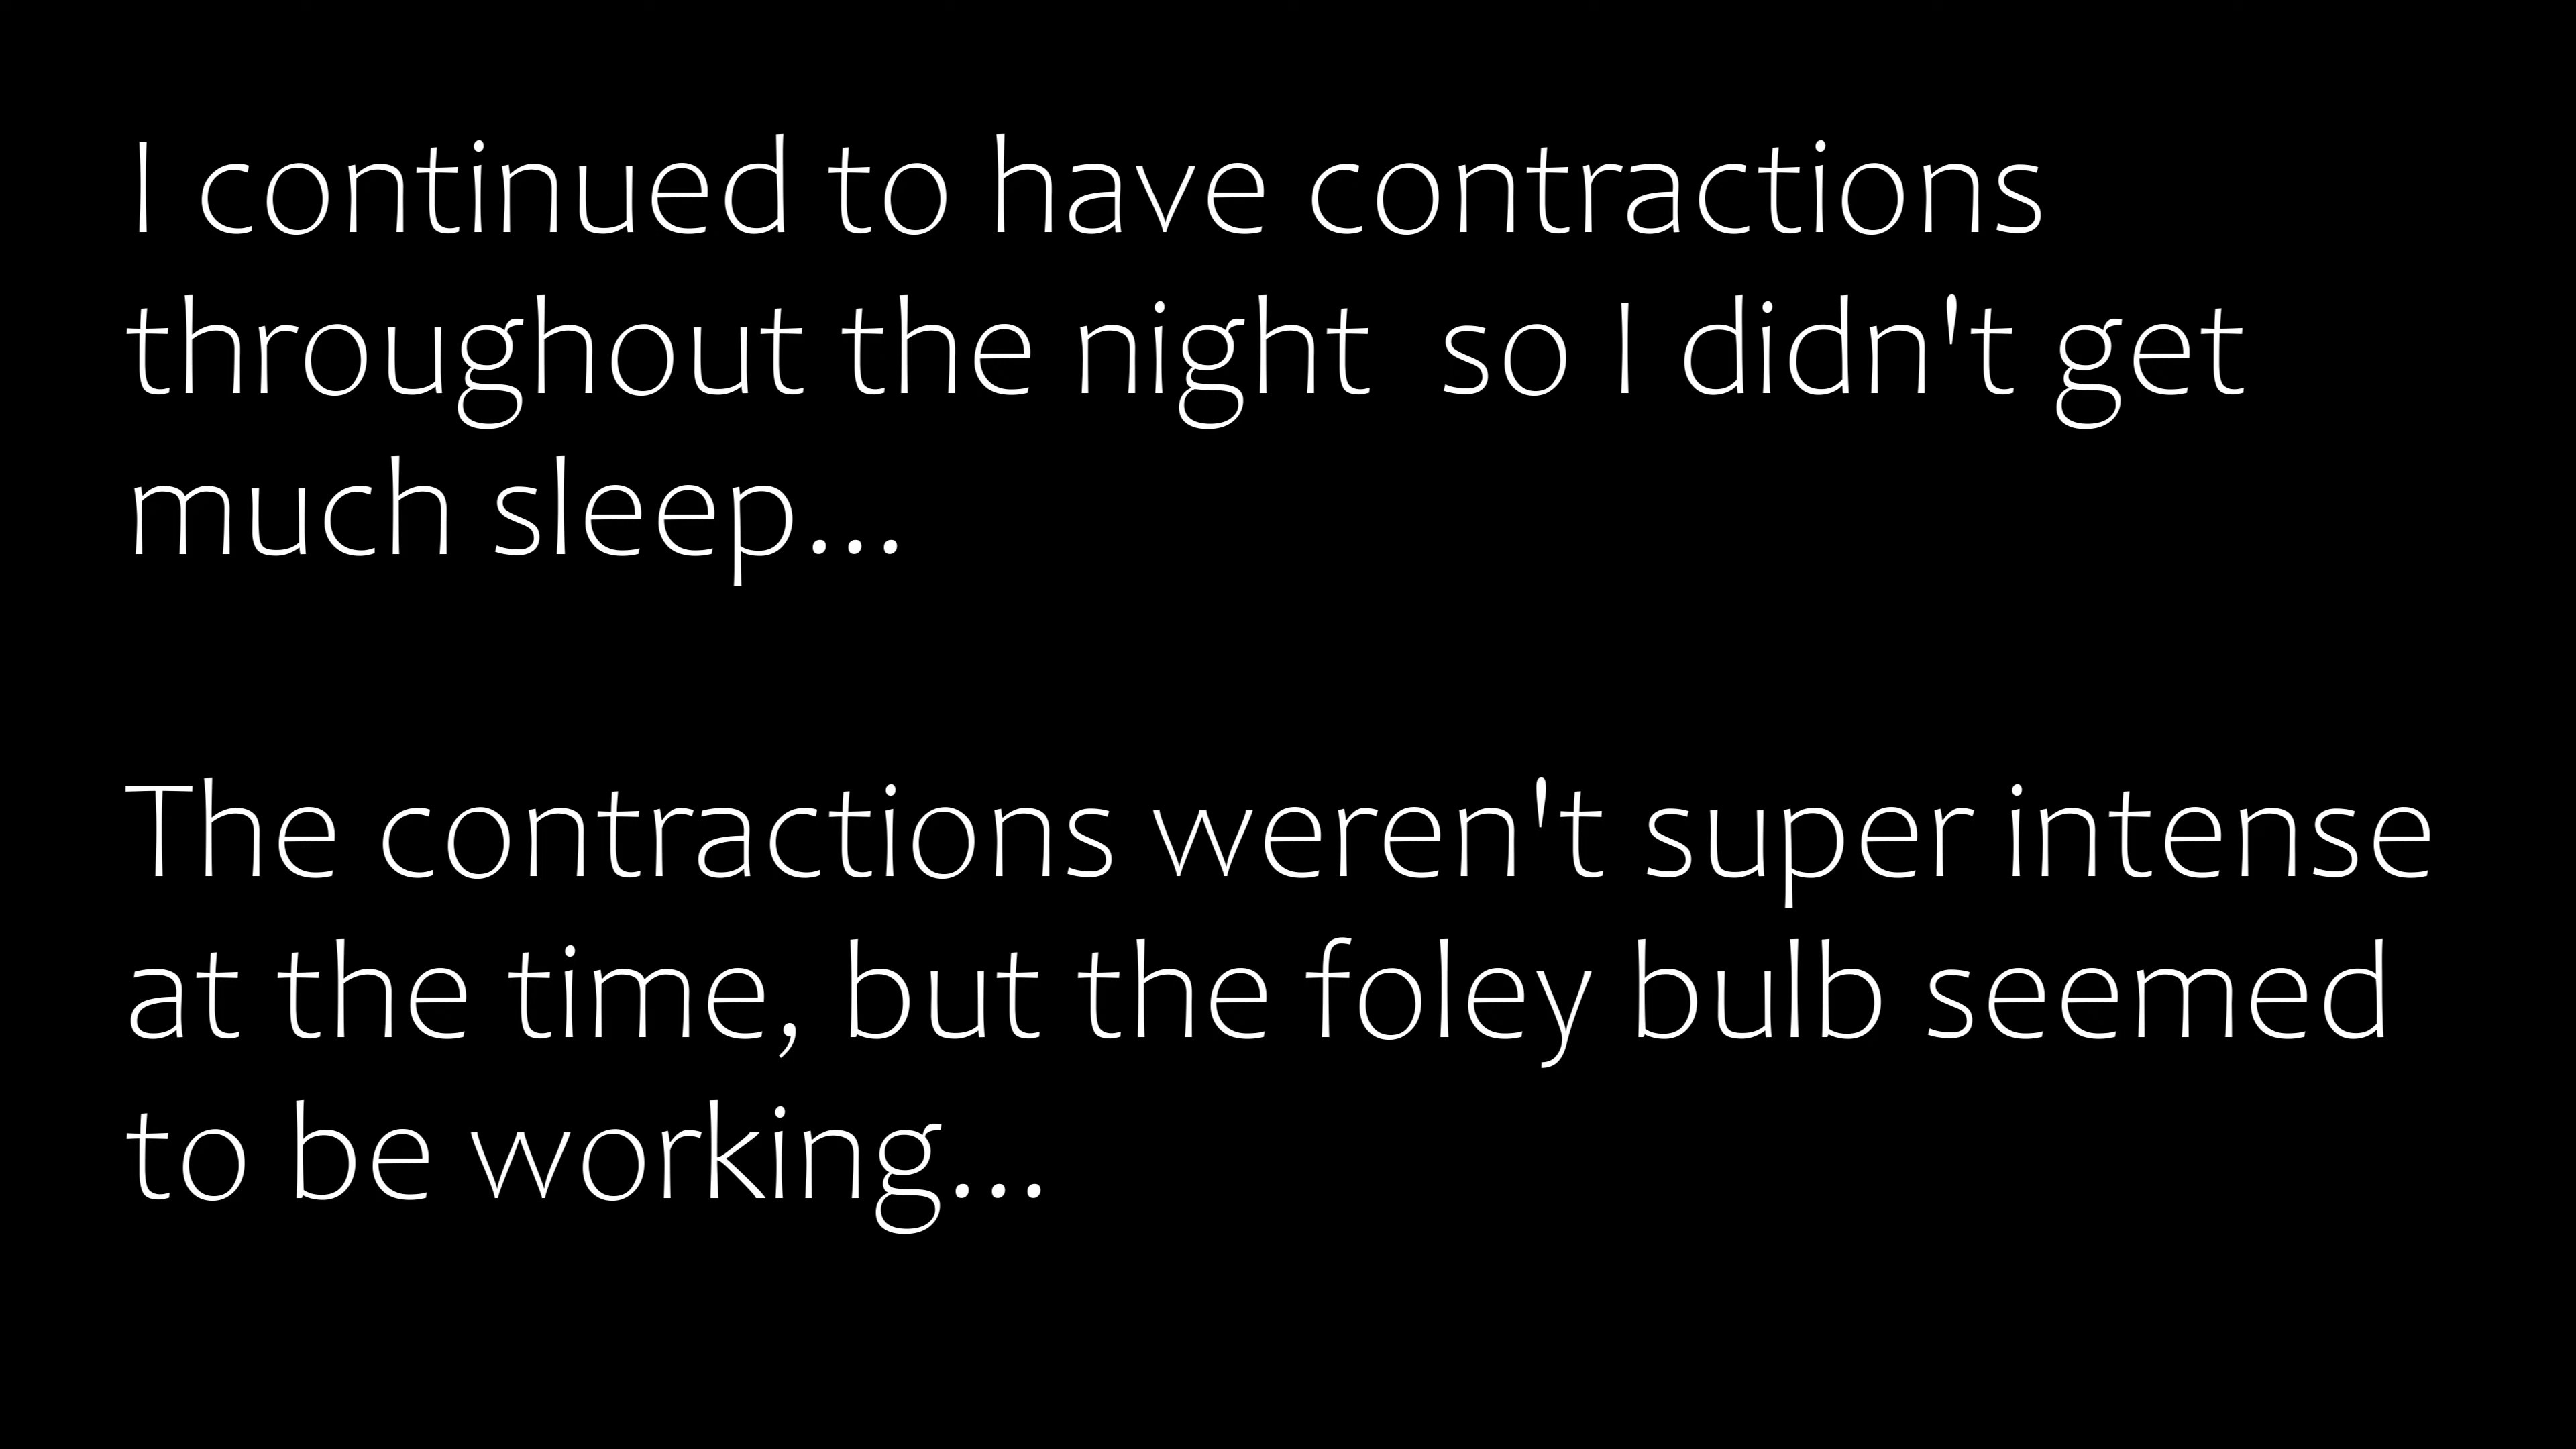 I continued to have contractions
throughout the night  so I didn't get
much sleep...
The contractions weren't super intense
at the time, but the foley bulb seemed
to be working...